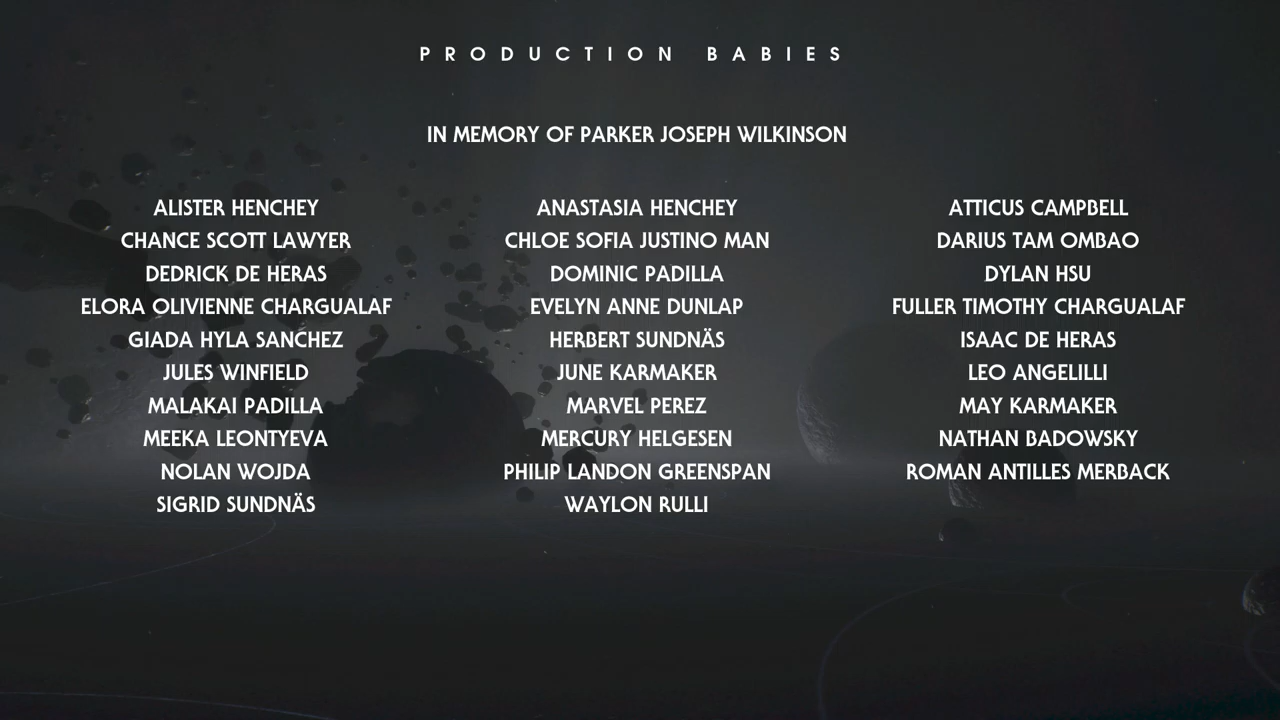 PRODUCTION BABIES
IN MEMORY OF PARKER JOSEPH WILKINSON
ALISTER HENCHEY ANASTASIA HENCHEY ATTICUS CAMPBELL
CHANCE SCOTT LAWYER CHLOE SOFIA JUSTINO MAN DARIUS TAM OMBAO
DEDRICK DE HERAS DOMINIC PADILLA DYLAN HSU
ELORA OLIVIENNE CHARGUALAF EVELYN ANNE DUNLAP FULLER TIMOTHY CHARGUALAF
GIADA HYLA SANCHEZ HERBERT SUNDNÄS ISAAC DE HERAS
JULES WINFIELD JUNE KARMAKER LEO ANGELILLI
MALAKAI PADILLA MARVEL PEREZ MAY KARMAKER
MEEKA LEONTYEVA MERCURY HELGESEN NATHAN BADOWSKY
NOLAN WOJDA PHILIP LANDON GREENSPAN ROMAN ANTILLES MERBACK
SIGRID SUNDNÄS WAYLON RULLI